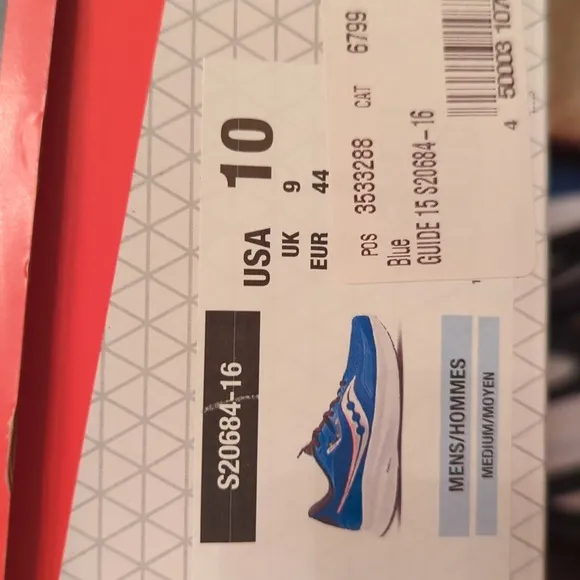 USA 10
UK 9
EUR 44
POS 3533288 CAT 6799
Blue
GUIDE 15 S20684-16
S20684-16
MENS/HOMMES
MEDIUM/MOYEN